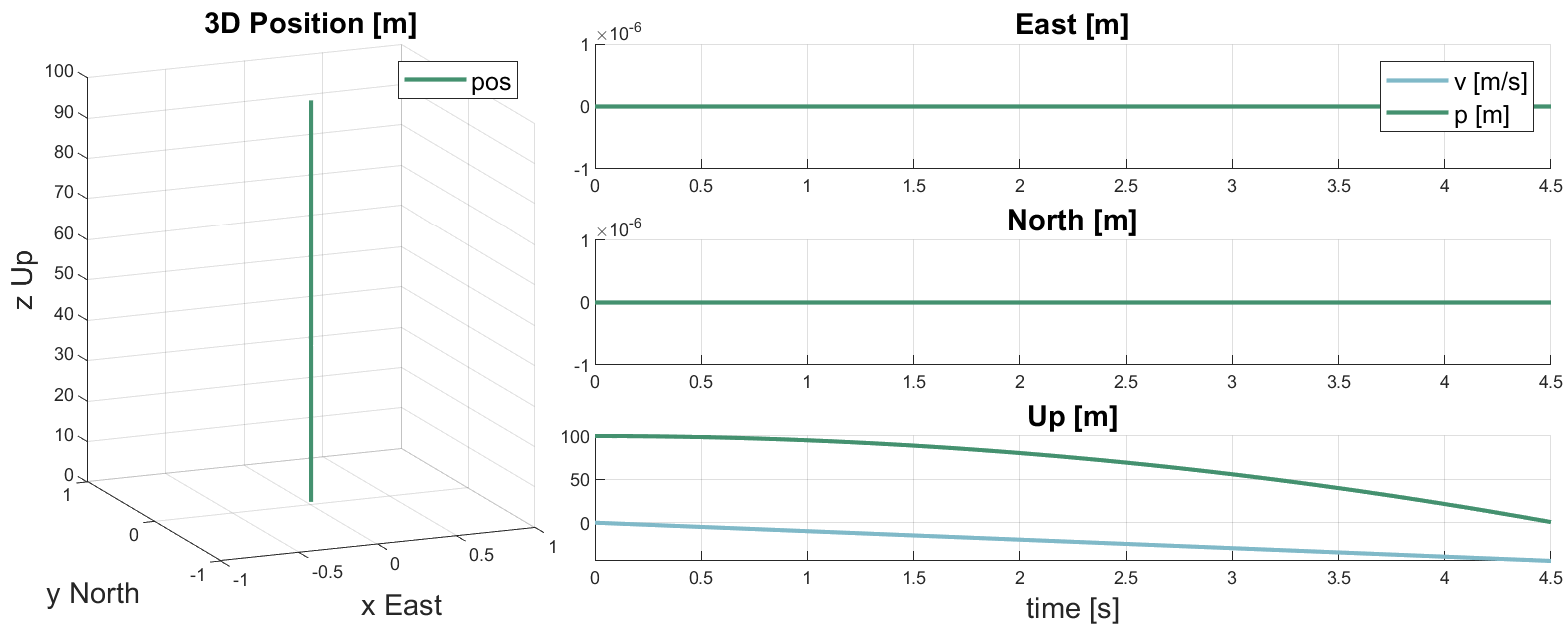 3D Position [m]
pos
100
90
80
70
60
50
40
30
20
10
0
z Up
1
0
-1
y North
-1
-0.5
0
0.5
1
x East
East [m]
×10-6
1
0
-1
v [m/s]
p [m]
0 0.5 1 1.5 2 2.5 3 3.5 4 4.5
North [m]
×10-6
1
0
-1
0 0.5 1 1.5 2 2.5 3 3.5 4 4.5
Up [m]
100
50
0
0 0.5 1 1.5 2 2.5 3 3.5 4 4.5
time [s]